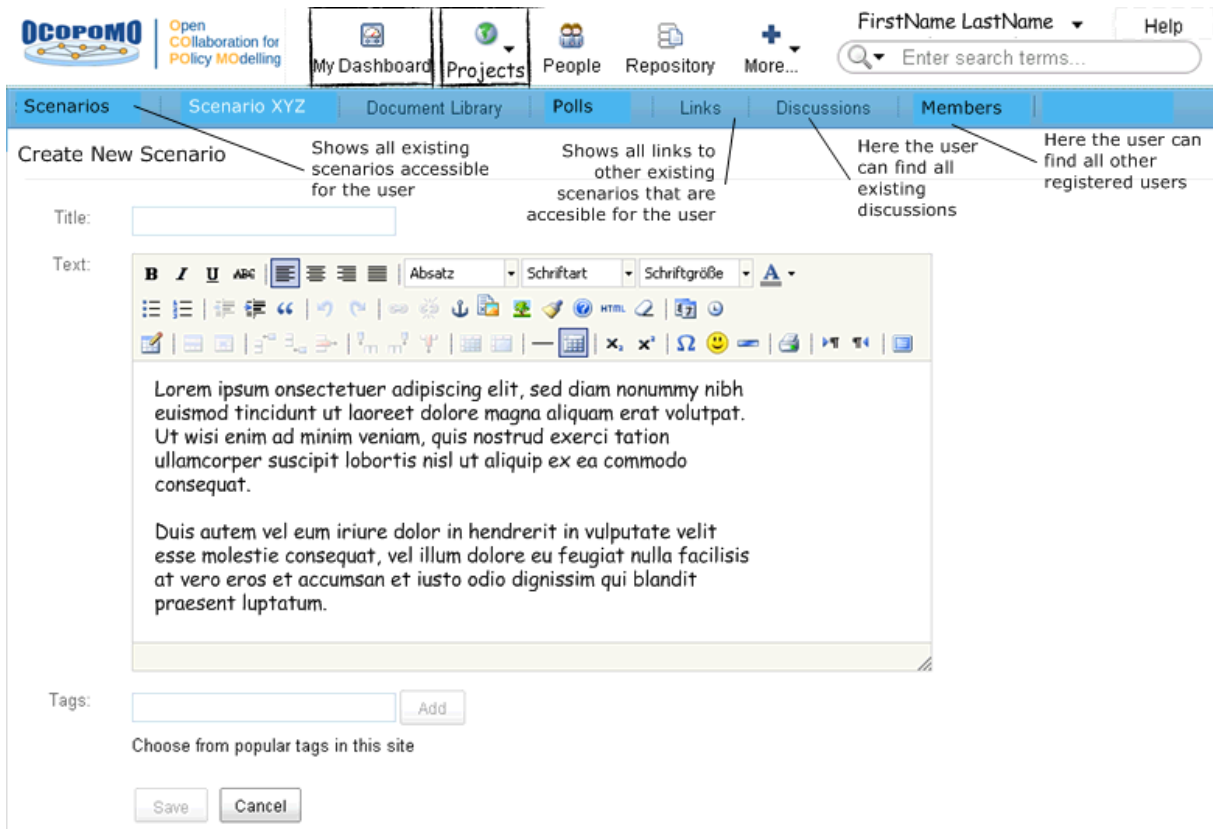 OCOPOMO
Open
COllaboration for
POlicy MOdelling
My Dashboard
Projects
People
Repository
More...
FirstName LastName
Help
Enter search terms...
Scenarios
Scenario XYZ
Document Library
Polls
Links
Discussions
Members
Create New Scenario
Shows all existing
scenarios accessible
for the user
Shows all links to
other existing
scenarios that are
accesible for the user
Here the user
can find all
existing
discussions
Here the user can
find all other
registered users
Title:
Text:
B I U ABC Absatz Schriftart Schriftgröße A
HTML
Lorem ipsum onsectetuer adipiscing elit, sed diam nonummy nibh
euismod tincidunt ut laoreet dolore magna aliquam erat volutpat.
Ut wisi enim ad minim veniam, quis nostrud exerci tation
ullamcorper suscipit lobortis nisl ut aliquip ex ea commodo
consequat.
Duis autem vel eum iriure dolor in hendrerit in vulputate velit
esse molestie consequat, vel illum dolore eu feugiat nulla facilisis
at vero eros et accumsan et iusto odio dignissim qui blandit
praesent luptatum.
Tags:
Add
Choose from popular tags in this site
Save
Cancel